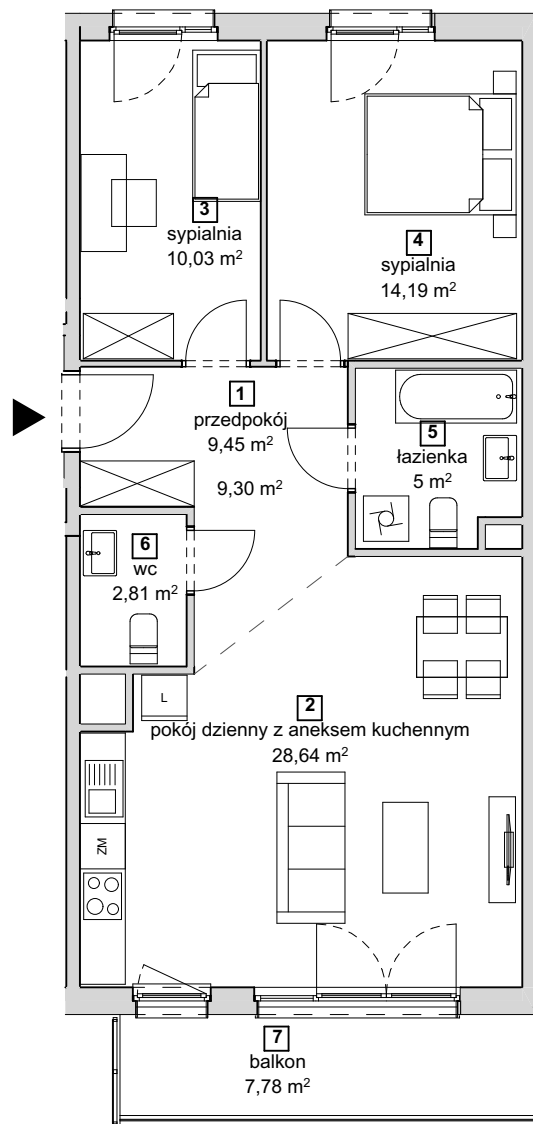 3
sypialnia
10,03 m²
4
sypialnia
14,19 m²
1
przedpokój
9,45 m²
9,30 m²
5
łazienka
5 m²
6
wc
2,81 m²
L
2
pokój dzienny z aneksem kuchennym
28,64 m²
ZM
7
balkon
7,78 m²